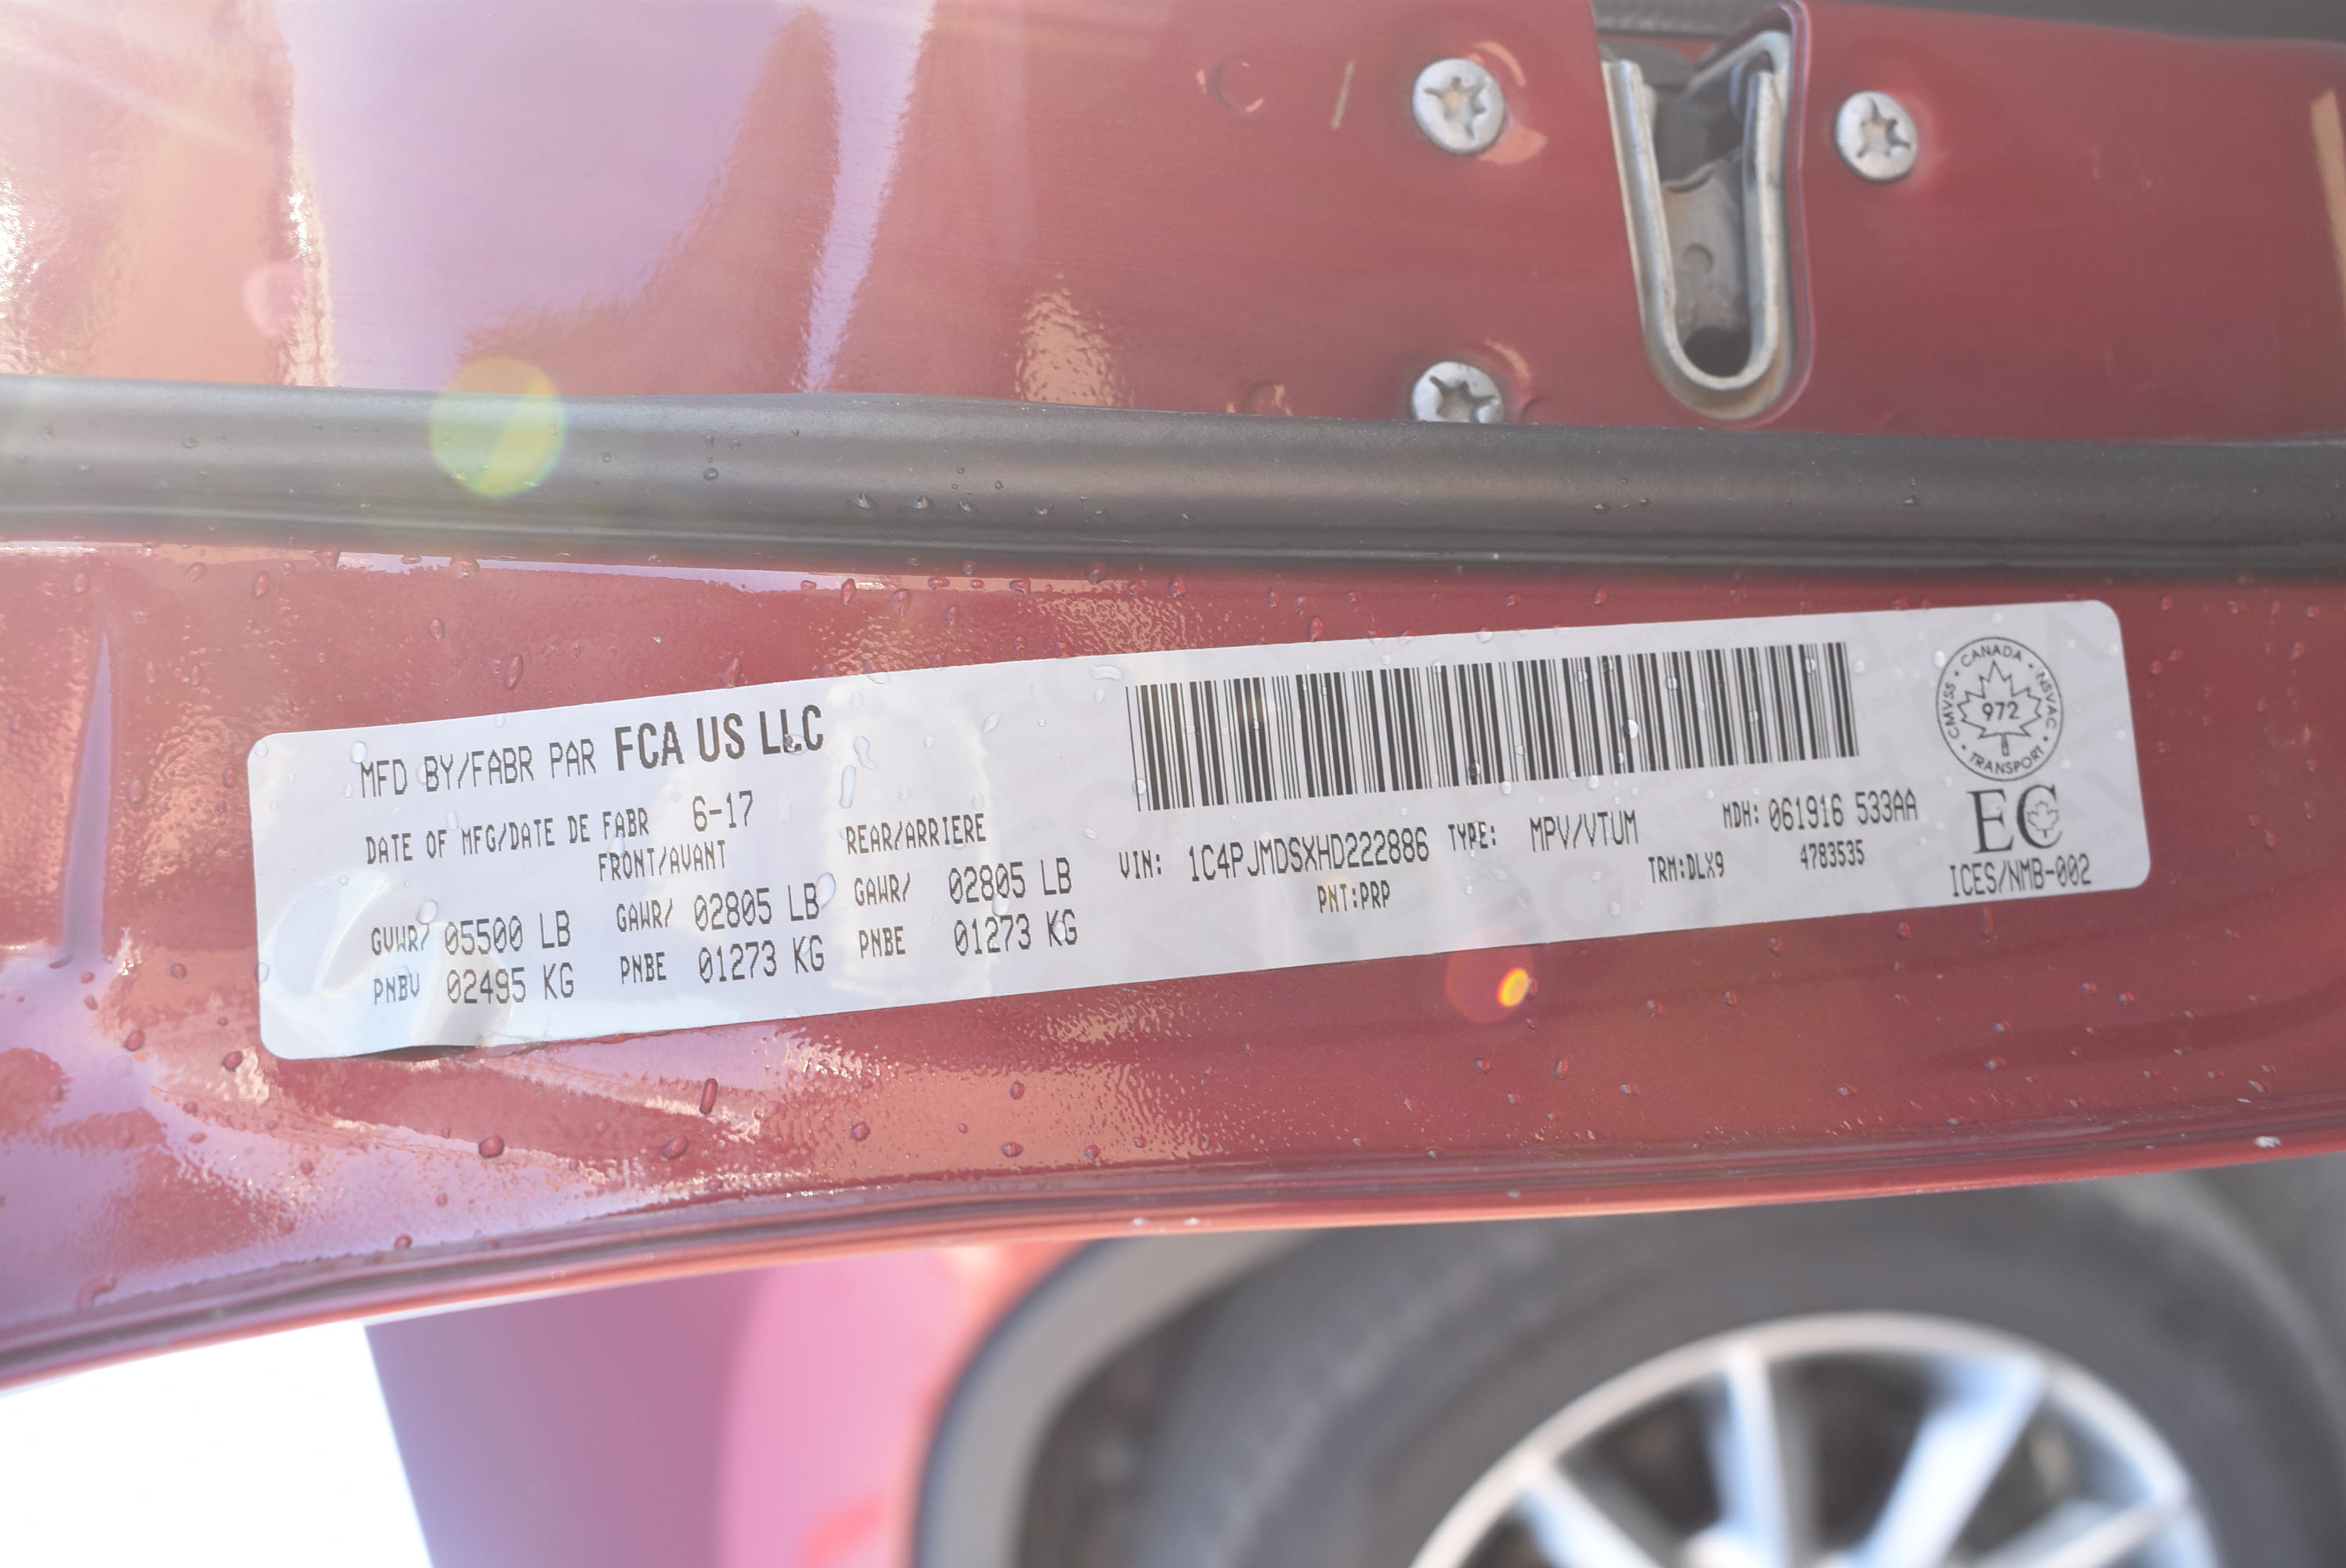 MFD BY/FABR PAR FCA US LLC
DATE OF MFG/DATE DE FABR 6-17
FRONT/AVANT REAR/ARRIERE
GVWR/ 05500 LB GAWR/ 02805 LB GAWR/ 02805 LB
PNBV 02495 KG PNBE 01273 KG PNBE 01273 KG
VIN: 1C4PJMDSXHD222886 TYPE: MPV/VTUM MDH: 061916 533AA
PNT:PRP TRM:DLX9 4783535
CANADA · NSVAC · TRANSPORT · CMVSS ·
972
EC
ICES/NMB-002